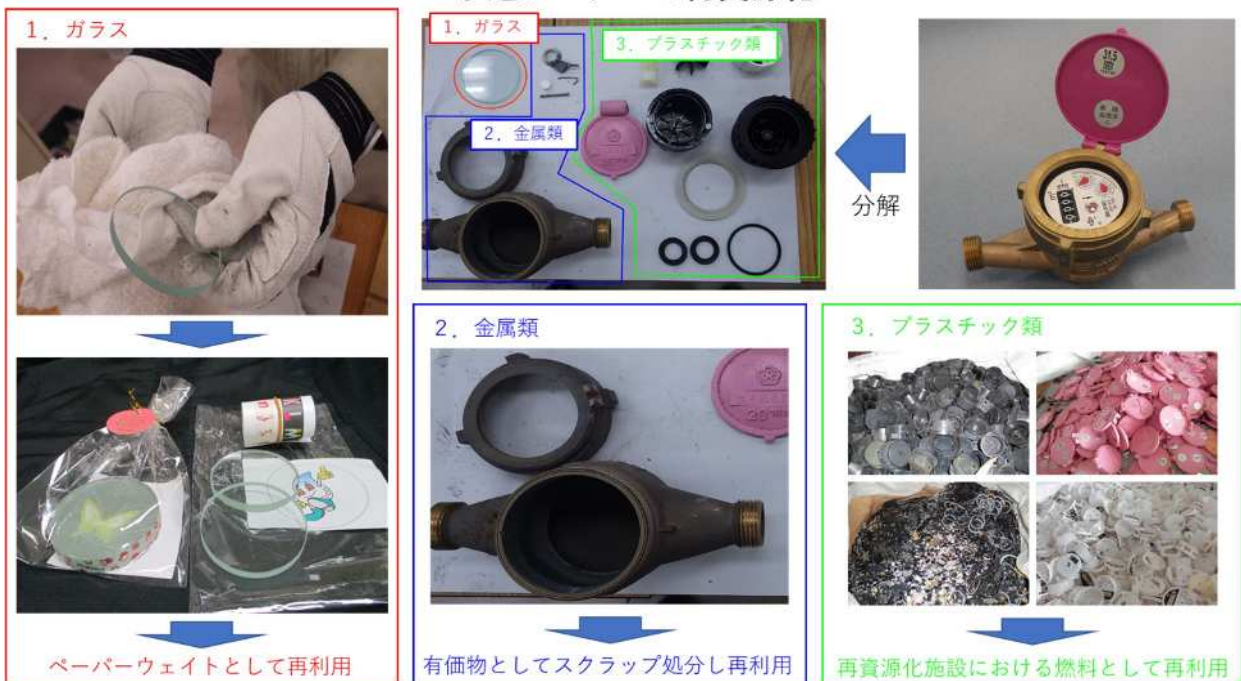 1. ガラス
1. ガラス
3. プラスチック類
2. 金属類
分解
2. 金属類
3. プラスチック類
ペーパーウェイトとして再利用
有価物としてスクラップ処分し再利用
再資源化施設における燃料として再利用